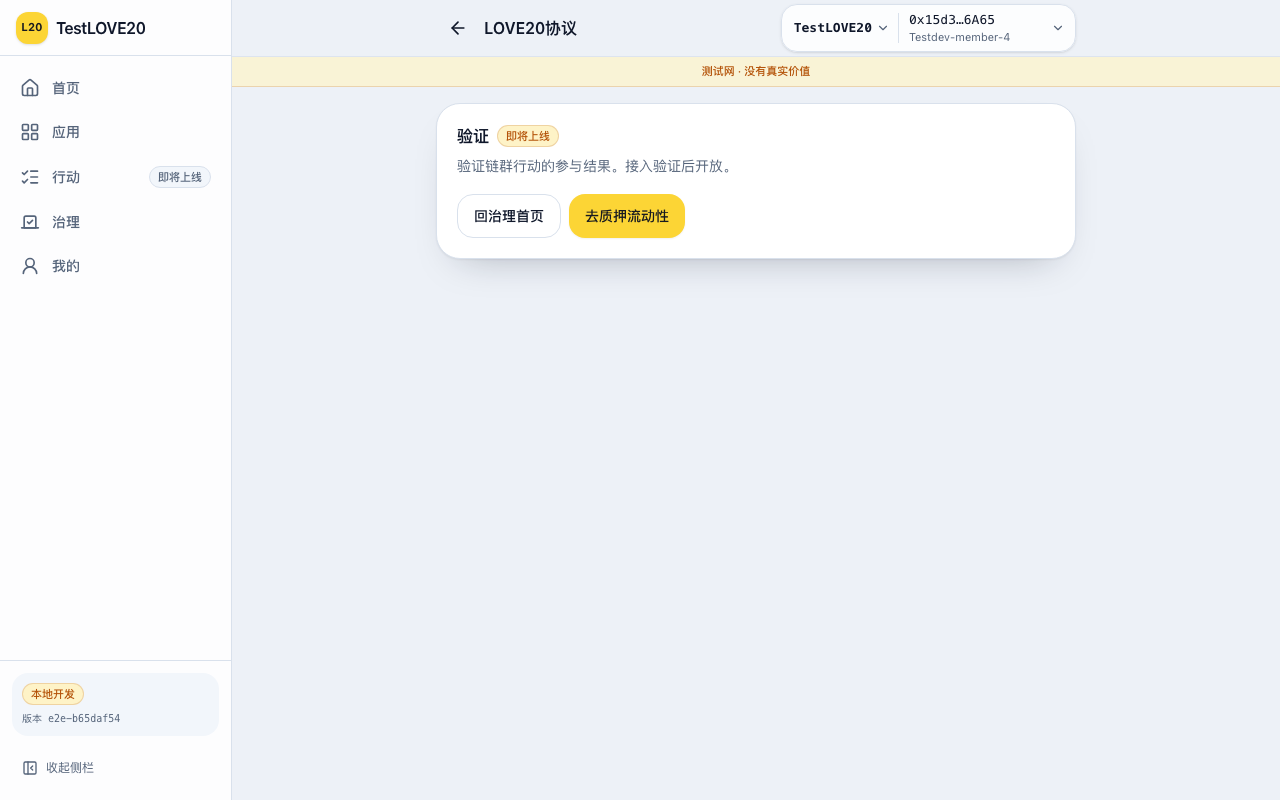 L20 TestLOVE20
首页
应用
行动 即将上线
治理
我的
本地开发
版本 e2e-b65daf54
收起侧栏
LOVE20协议
TestLOVE20
0x15d3…6A65
Testdev-member-4
测试网 · 没有真实价值
验证 即将上线
验证链群行动的参与结果。接入验证后开放。
回治理首页 去质押流动性